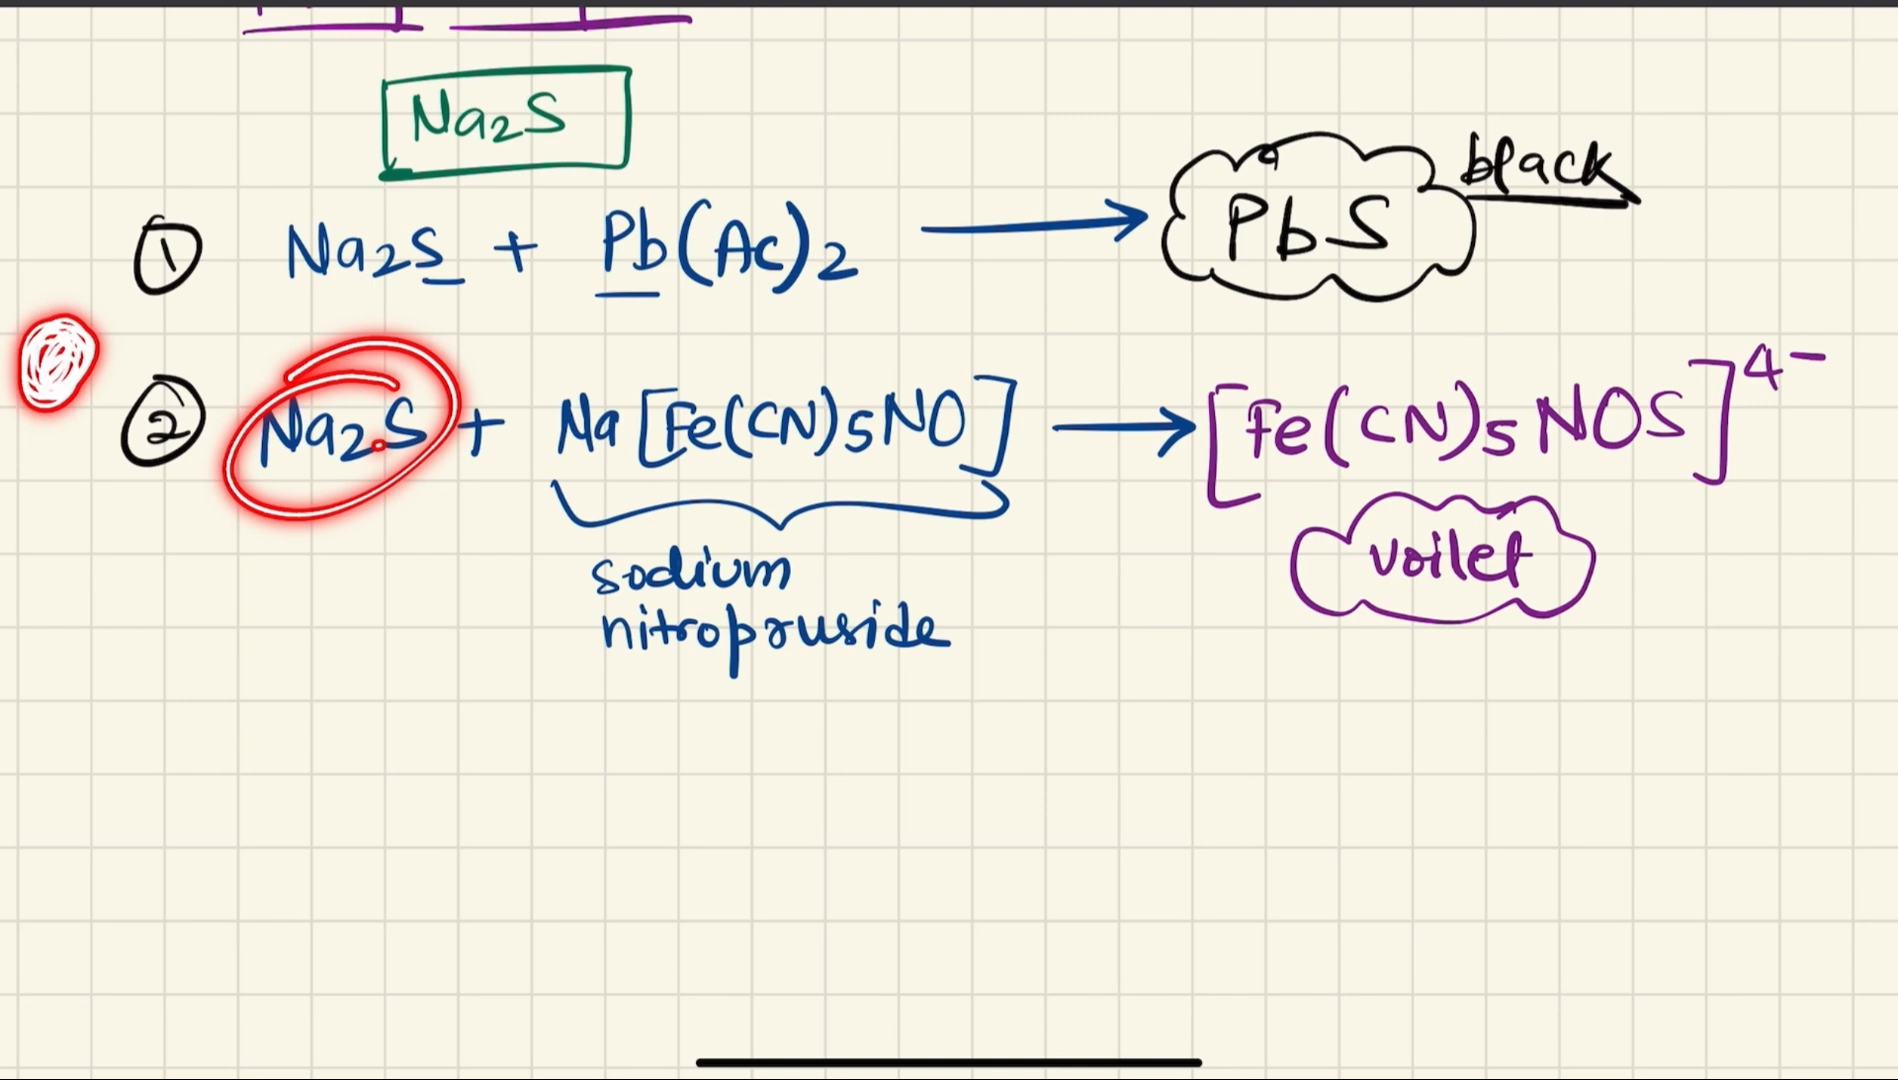 Na2S
① Na2S + Pb(Ac)2 → PbS black
② Na2S + Na[Fe(CN)5NO] → [Fe(CN)5NOS]4-
sodium
nitropruside
voilet